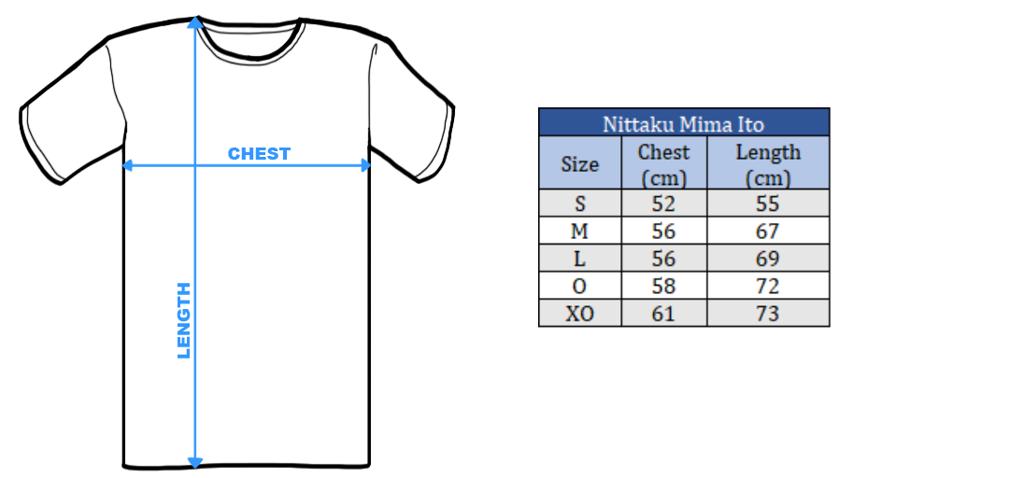 CHEST
LENGTH
Nittaku Mima Ito
Size Chest (cm) Length (cm)
S 52 55
M 56 67
L 56 69
O 58 72
XO 61 73